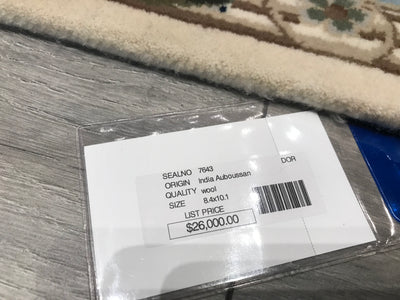 SEALNO 7643
ORIGIN India Auboussan
QUALITY wool
SIZE 8.4x10.1
LIST PRICE
$26,000.00
DOR